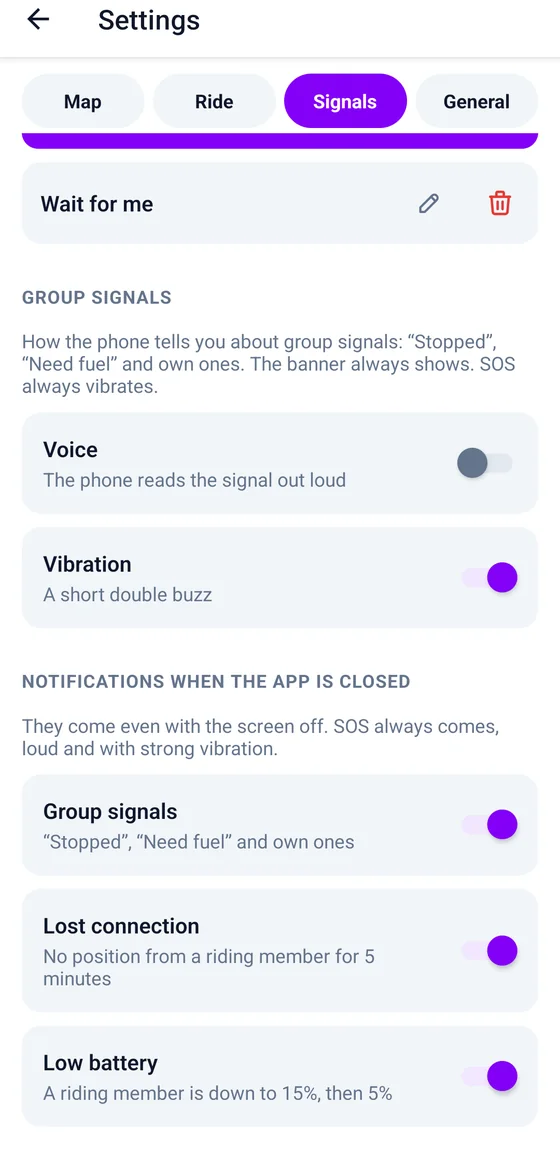 Settings
Map
Ride
Signals
General
Wait for me
GROUP SIGNALS
How the phone tells you about group signals: “Stopped”,
“Need fuel” and own ones. The banner always shows. SOS
always vibrates.
Voice
The phone reads the signal out loud
Vibration
A short double buzz
NOTIFICATIONS WHEN THE APP IS CLOSED
They come even with the screen off. SOS always comes,
loud and with strong vibration.
Group signals
“Stopped”, “Need fuel” and own ones
Lost connection
No position from a riding member for 5
minutes
Low battery
A riding member is down to 15%, then 5%